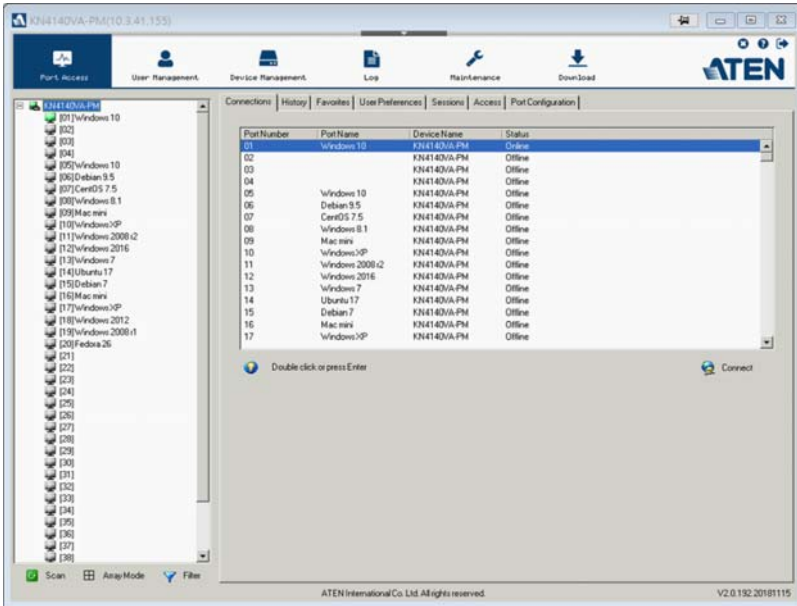 KN4140VA-PM(10.3.41.155)
Port Access
User Management
Device Management
Log
Maintenance
Download
ATEN
KN4140VA-PM
[01]Windows 10
[02]
[03]
[04]
[05]Windows 10
[06]Debian 9.5
[07]CentOS 7.5
[08]Windows 8.1
[09]Mac mini
[10]Windows XP
[11]Windows 2008 r2
[12]Windows 2016
[13]Windows 7
[14]Ubuntu 17
[15]Debian 7
[16]Mac mini
[17]Windows XP
[18]Windows 2012
[19]Windows 2008 r1
[20]Fedora 26
[21]
[22]
[23]
[24]
[25]
[26]
[27]
[28]
[29]
[30]
[31]
[32]
[33]
[34]
[35]
[36]
[37]
[38]
Scan Array Mode Filter
Connections History Favorites User Preferences Sessions Access Port Configuration
Port Number Port Name Device Name Status
01 Windows 10 KN4140VA-PM Online
02 KN4140VA-PM Offline
03 KN4140VA-PM Offline
04 KN4140VA-PM Offline
05 Windows 10 KN4140VA-PM Offline
06 Debian 9.5 KN4140VA-PM Offline
07 CentOS 7.5 KN4140VA-PM Offline
08 Windows 8.1 KN4140VA-PM Offline
09 Mac mini KN4140VA-PM Offline
10 Windows XP KN4140VA-PM Offline
11 Windows 2008 r2 KN4140VA-PM Offline
12 Windows 2016 KN4140VA-PM Offline
13 Windows 7 KN4140VA-PM Offline
14 Ubuntu 17 KN4140VA-PM Offline
15 Debian 7 KN4140VA-PM Offline
16 Mac mini KN4140VA-PM Offline
17 Windows XP KN4140VA-PM Offline
Double click or press Enter
Connect
ATEN International Co. Ltd. All rights reserved.
V2.0.192.20181115